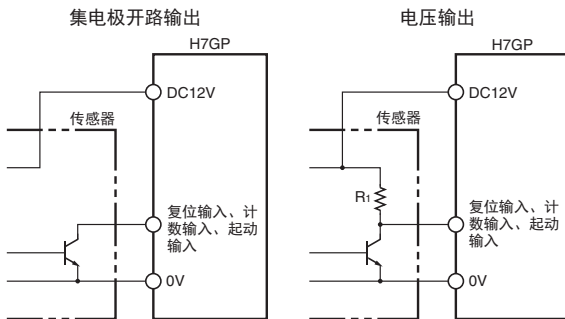 集电极开路输出
H7GP
DC12V
传感器
复位输入、计
数输入、起动
输入
0V
电压输出
H7GP
DC12V
传感器
R1
复位输入、计
数输入、起动
输入
0V